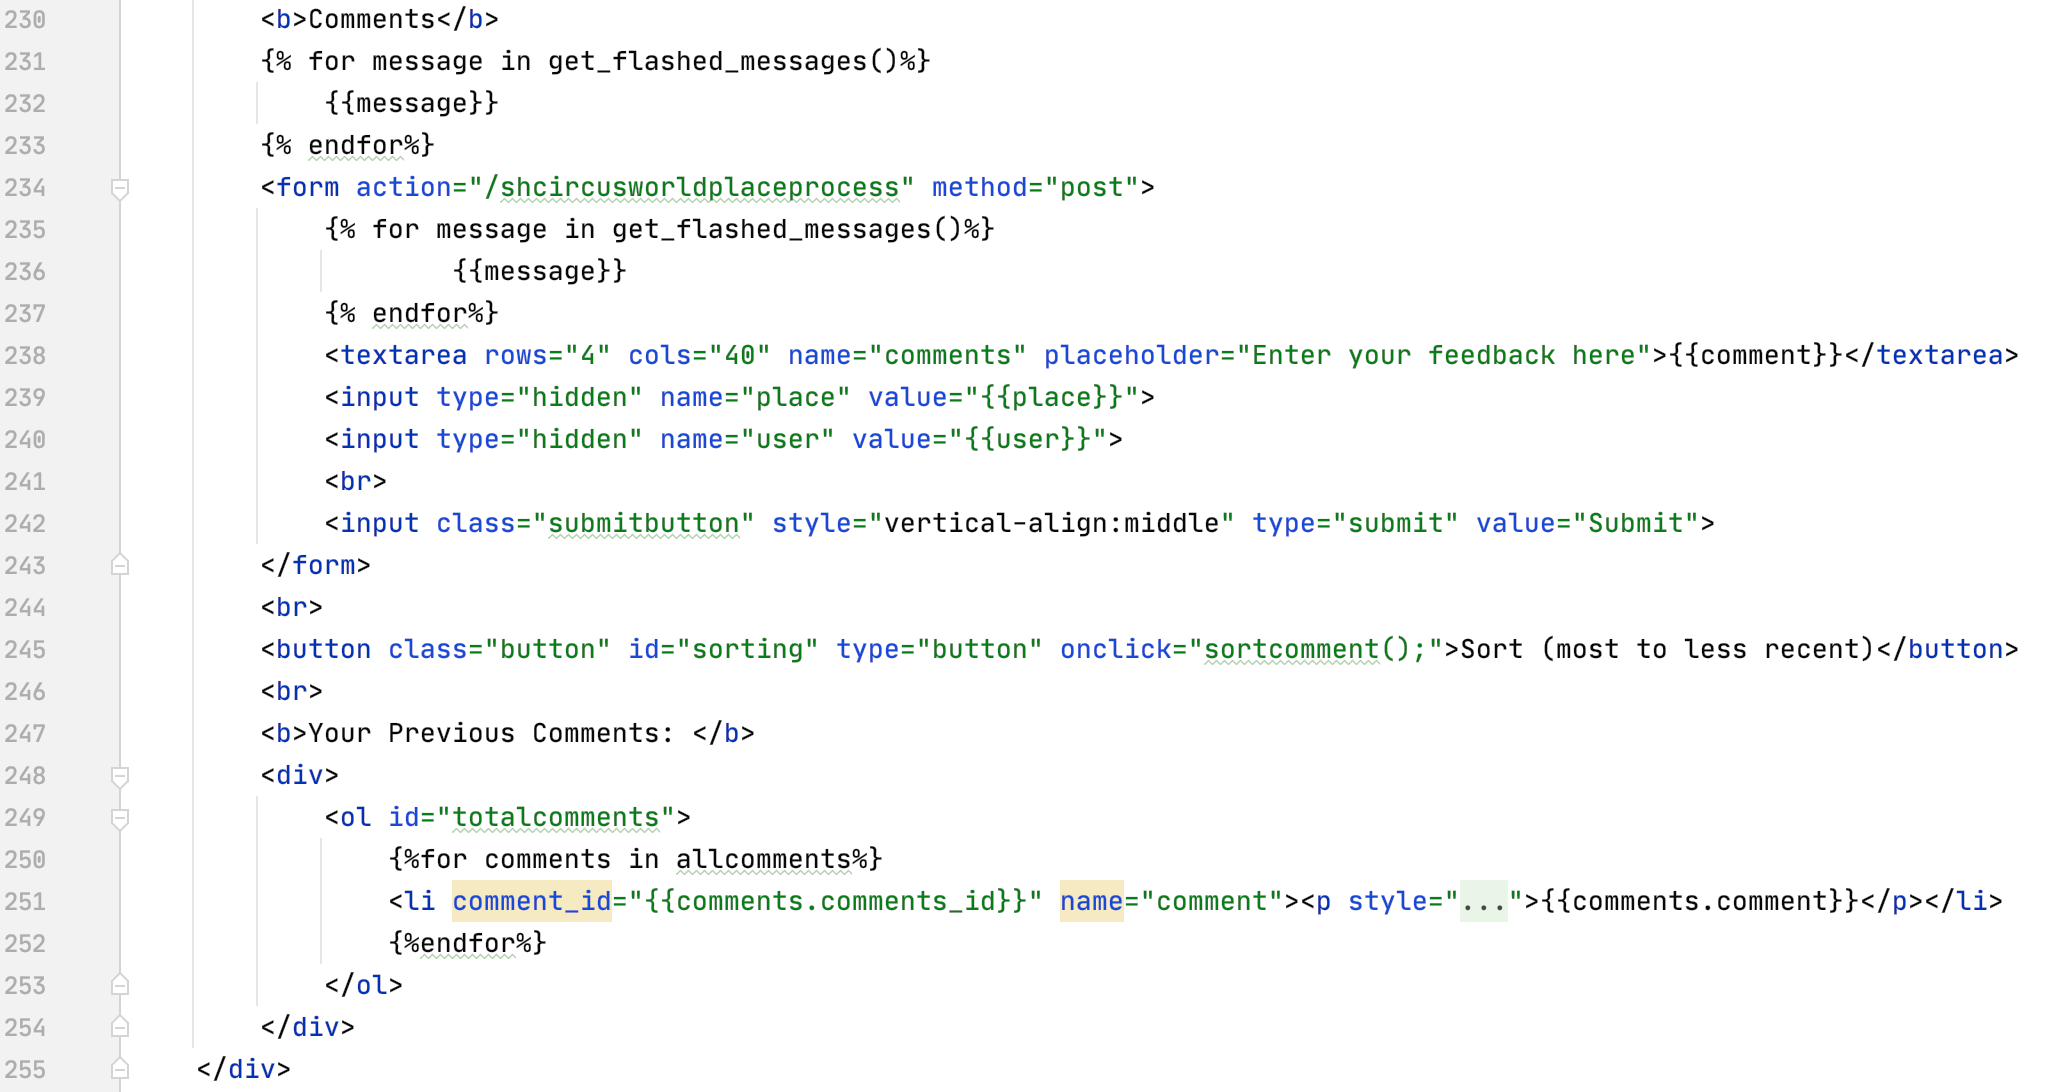 230 <b>Comments</b>
231 {% for message in get_flashed_messages()%}
232 {{message}}
233 {% endfor%}
234 <form action="/shcircusworldplaceprocess" method="post">
235 {% for message in get_flashed_messages()%}
236 {{message}}
237 {% endfor%}
238 <textarea rows="4" cols="40" name="comments" placeholder="Enter your feedback here">{{comment}}</textarea>
239 <input type="hidden" name="place" value="{{place}}">
240 <input type="hidden" name="user" value="{{user}}">
241 <br>
242 <input class="submitbutton" style="vertical-align:middle" type="submit" value="Submit">
243 </form>
244 <br>
245 <button class="button" id="sorting" type="button" onclick="sortcomment();">Sort (most to less recent)</button>
246 <br>
247 <b>Your Previous Comments: </b>
248 <div>
249 <ol id="totalcomments">
250 {%for comments in allcomments%}
251 <li comment_id="{{comments.comments_id}}" name="comment"><p style="...">{{comments.comment}}</p></li>
252 {%endfor%}
253 </ol>
254 </div>
255 </div>